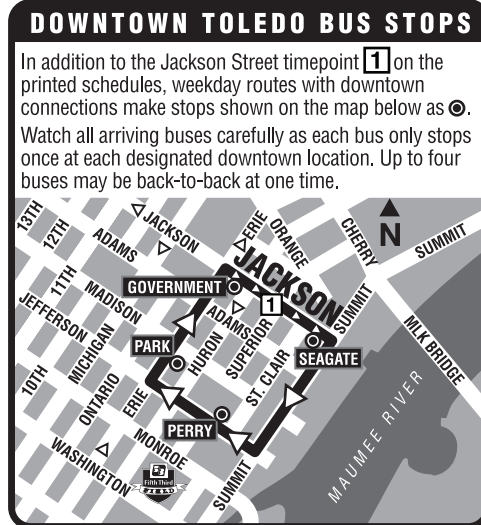 DOWNTOWN TOLEDO BUS STOPS
In addition to the Jackson Street timepoint 1 on the
printed schedules, weekday routes with downtown
connections make stops shown on the map below as ◉.
Watch all arriving buses carefully as each bus only stops
once at each designated downtown location. Up to four
buses may be back-to-back at one time.
13TH
12TH
11TH
10TH
JACKSON
ADAMS
MADISON
JEFFERSON
MICHIGAN
ONTARIO
ERIE
WASHINGTON
MONROE
ERIE
ORANGE
CHERRY
N
SUMMIT
JACKSON
GOVERNMENT
1
ADAMS
HURON
SUPERIOR
ST. CLAIR
SUMMIT
SEAGATE
PARK
PERRY
SUMMIT
MLK BRIDGE
MAUMEE RIVER
53
Fifth Third
FIELD